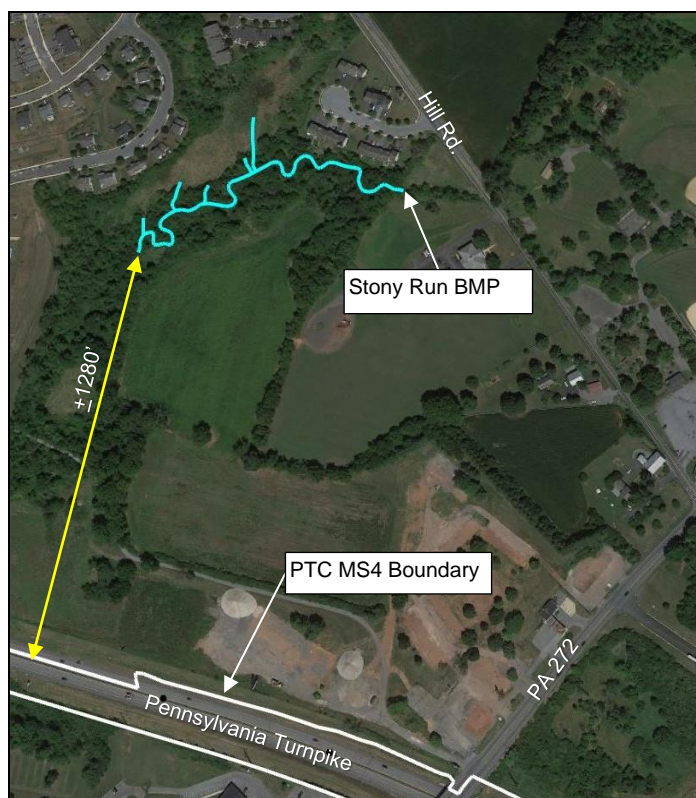 Hill Rd.
Stony Run BMP
±1280'
PTC MS4 Boundary
PA 272
Pennsylvania Turnpike